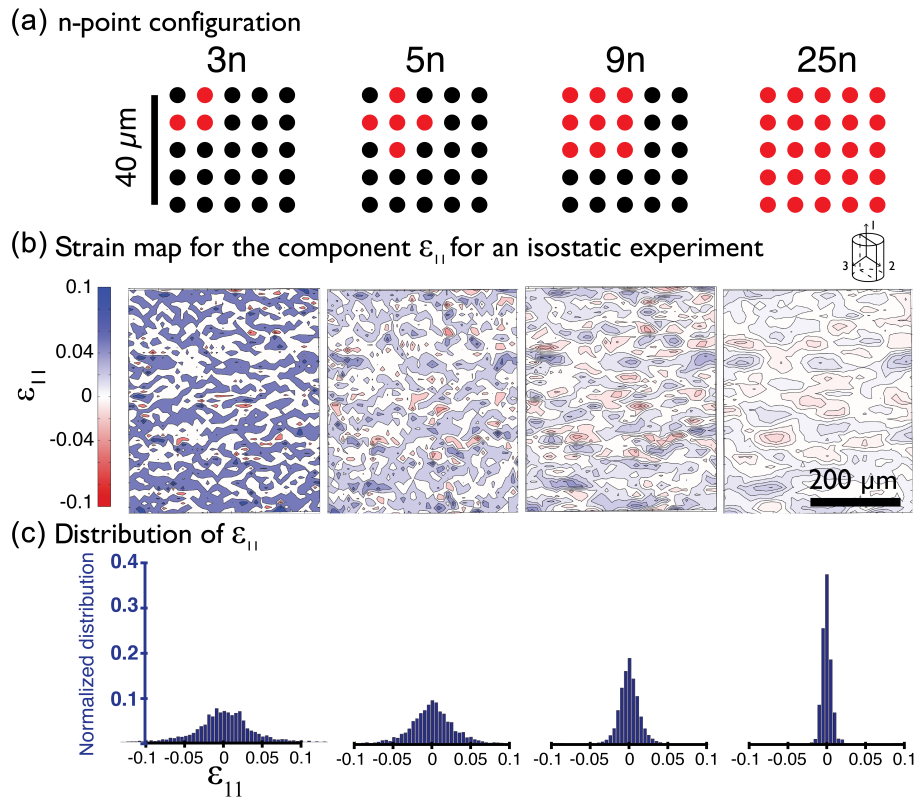 (a) n-point configuration
3n 5n 9n 25n
40 µm
(b) Strain map for the component ε₁₁ for an isostatic experiment
1
3 2
0.1
0.04
0
-0.04
-0.1
ε₁₁
200 µm
(c) Distribution of ε₁₁
Normalized distribution
0.4
0.3
0.2
0.1
-0.1 -0.05 0 0.05 0.1 -0.1 -0.05 0 0.05 0.1 -0.1 -0.05 0 0.05 0.1 -0.1 -0.05 0 0.05 0.1
ε₁₁